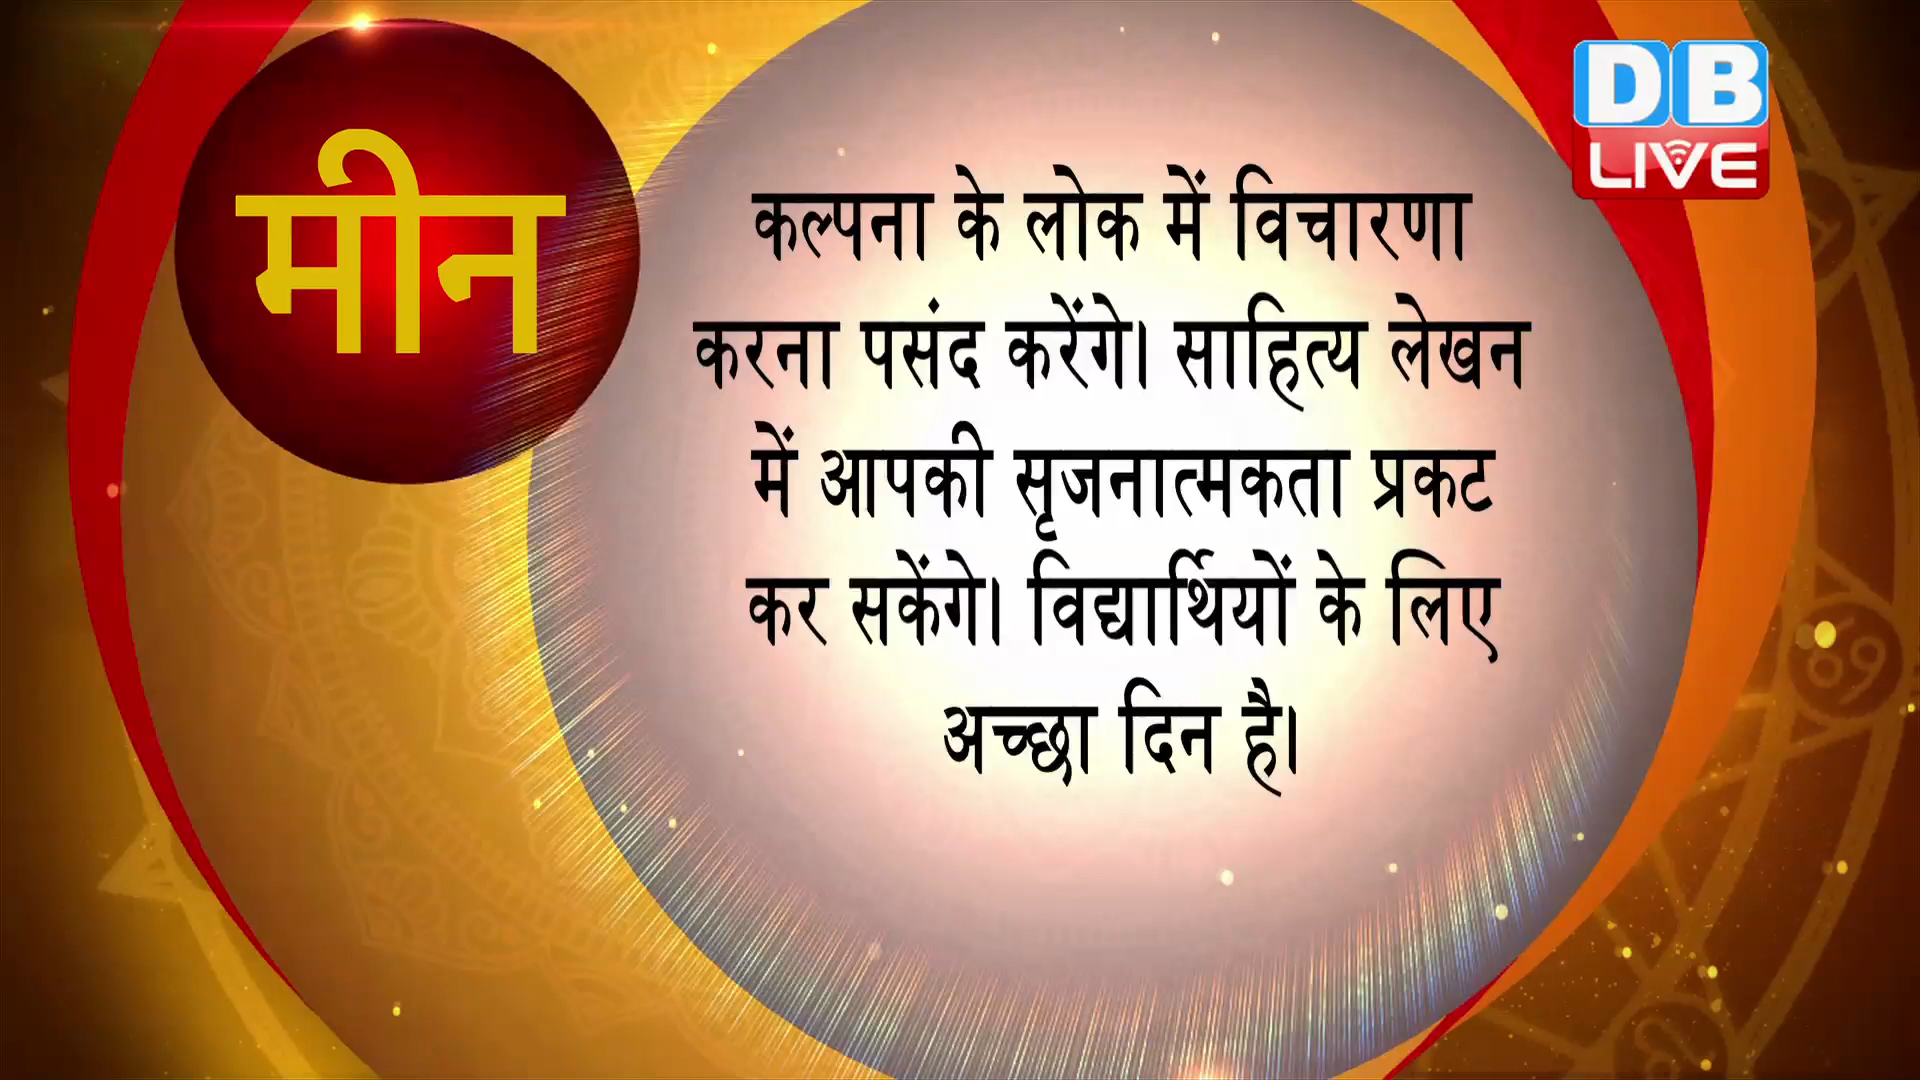 मीन
DB
LIVE
कल्पना के लोक में विचारणा
करना पसंद करेंगे। साहित्य लेखन
में आपकी सृजनात्मकता प्रकट
कर सकेंगे। विद्यार्थियों के लिए
अच्छा दिन है।